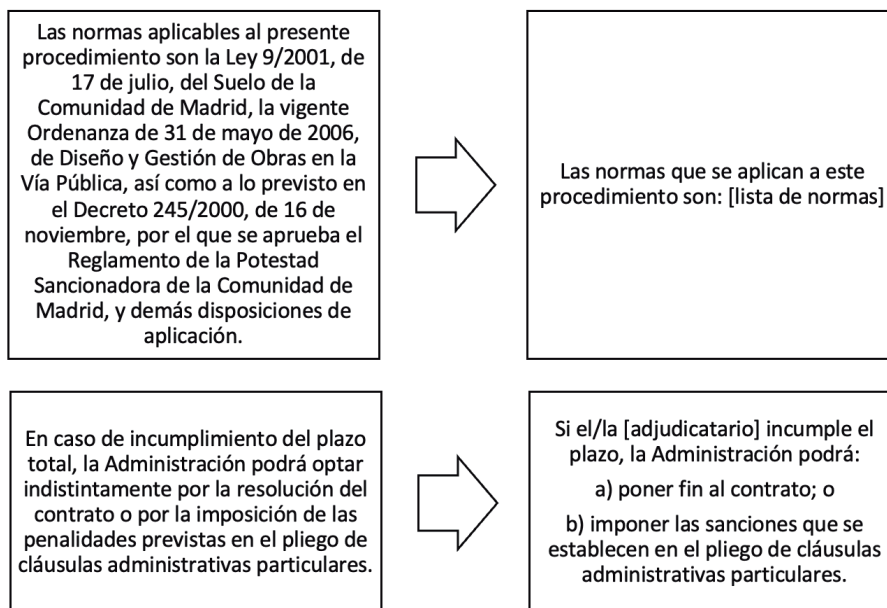 Las normas aplicables al presente
procedimiento son la Ley 9/2001, de
17 de julio, del Suelo de la
Comunidad de Madrid, la vigente
Ordenanza de 31 de mayo de 2006,
de Diseño y Gestión de Obras en la
Vía Pública, así como a lo previsto en
el Decreto 245/2000, de 16 de
noviembre, por el que se aprueba el
Reglamento de la Potestad
Sancionadora de la Comunidad de
Madrid, y demás disposiciones de
aplicación.
Las normas que se aplican a este
procedimiento son: [lista de normas]
En caso de incumplimiento del plazo
total, la Administración podrá optar
indistintamente por la resolución del
contrato o por la imposición de las
penalidades previstas en el pliego de
cláusulas administrativas particulares.
Si el/la [adjudicatario] incumple el
plazo, la Administración podrá:
a) poner fin al contrato; o
b) imponer las sanciones que se
establecen en el pliego de cláusulas
administrativas particulares.